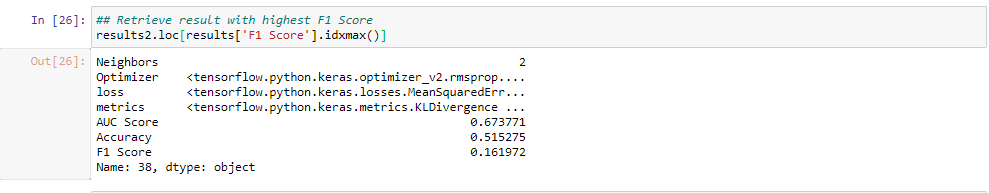 In [26]: ## Retrieve result with highest F1 Score
results2.loc[results['F1 Score'].idxmax()]
Out[26]: Neighbors 2
Optimizer <tensorflow.python.keras.optimizer_v2.rmsprop....
loss <tensorflow.python.keras.losses.MeanSquaredErr...
metrics <tensorflow.python.keras.metrics.KLDivergence ...
AUC Score 0.673771
Accuracy 0.515275
F1 Score 0.161972
Name: 38, dtype: object